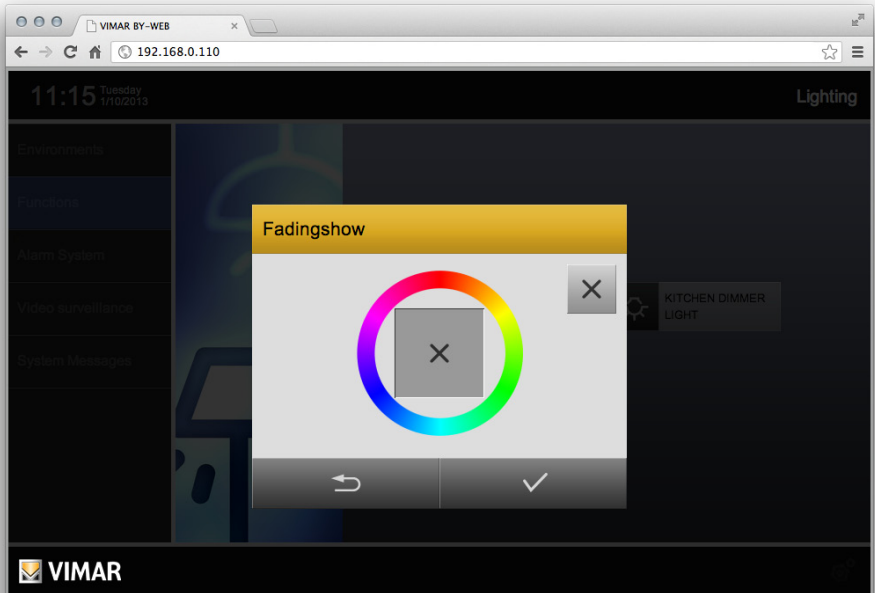 VIMAR BY-WEB
192.168.0.110
11:15 Tuesday
1/10/2013
Lighting
Environments
Functions
Alarm System
Video surveillance
System Messages
Fadingshow
KITCHEN DIMMER
LIGHT
VIMAR